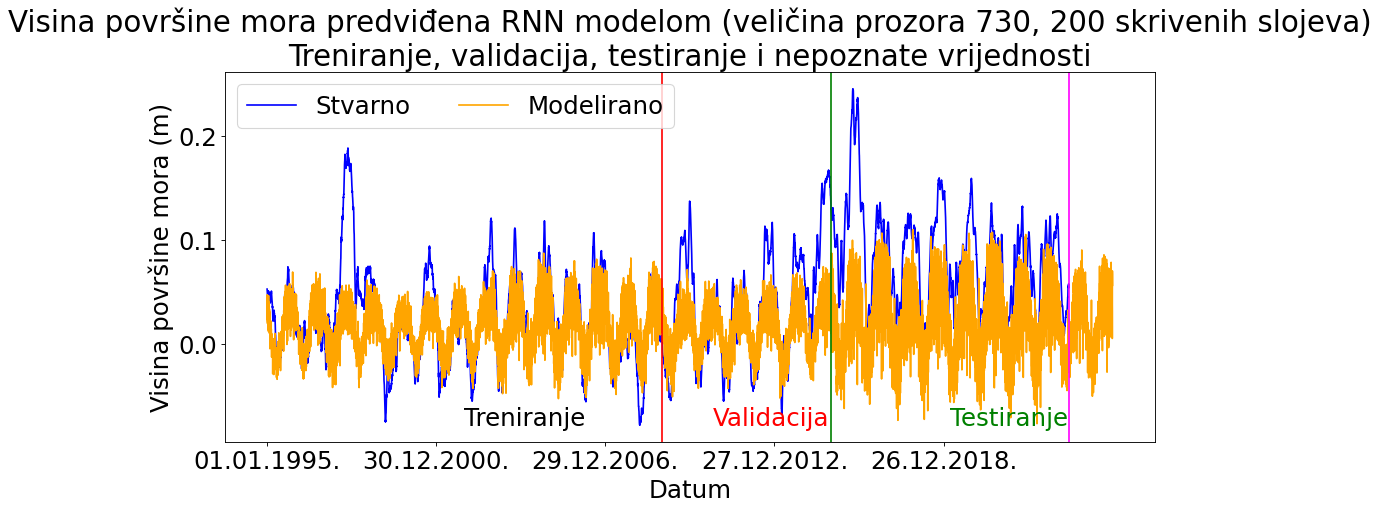 Visina površine mora predviđena RNN modelom (veličina prozora 730, 200 skrivenih slojeva)
Treniranje, validacija, testiranje i nepoznate vrijednosti
Stvarno
Modelirano
Visina površine mora (m)
0.2
0.1
0.0
Treniranje
Validacija
Testiranje
01.01.1995.
30.12.2000.
29.12.2006.
27.12.2012.
26.12.2018.
Datum